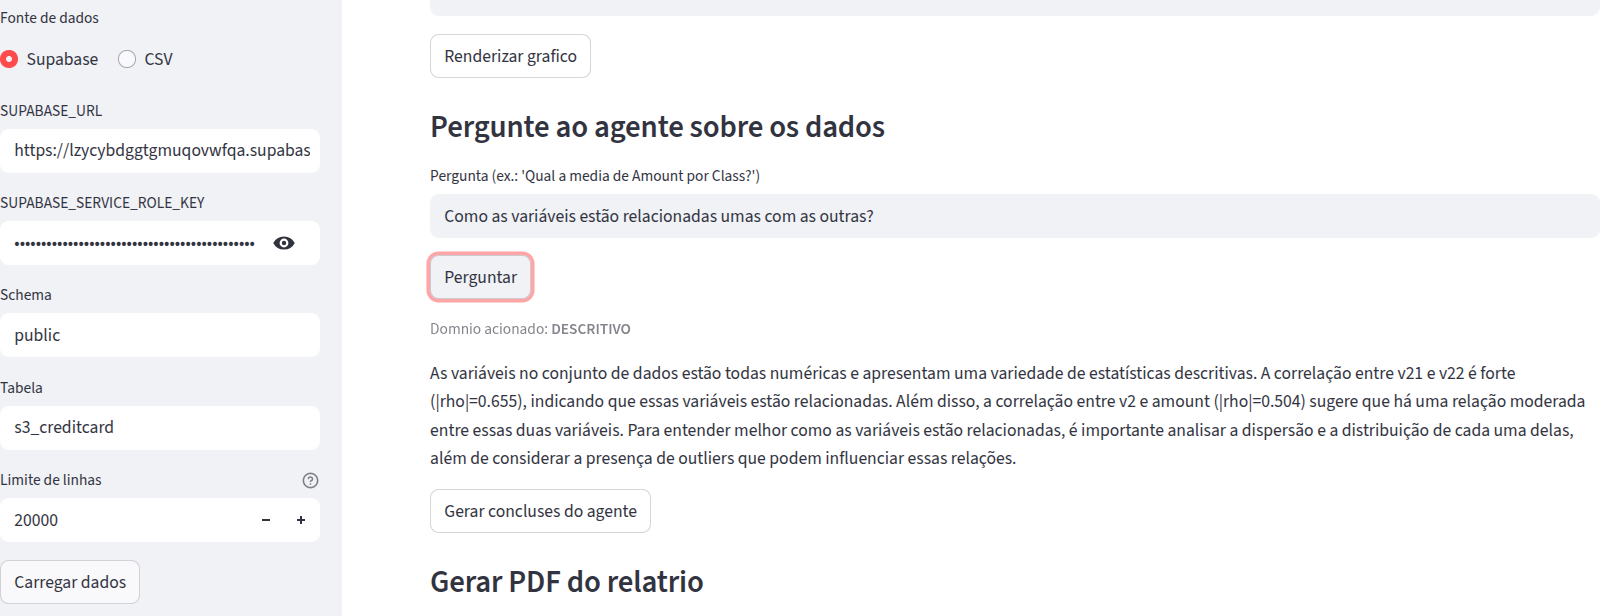 Fonte de dados
Supabase
CSV
SUPABASE_URL
https://lzycybdggtgmuqovwfqa.supabas
SUPABASE_SERVICE_ROLE_KEY
Schema
public
Tabela
s3_creditcard
Limite de linhas
20000
Carregar dados
Renderizar grafico
Pergunte ao agente sobre os dados
Pergunta (ex.: 'Qual a media de Amount por Class?')
Como as variáveis estão relacionadas umas com as outras?
Perguntar
Domnio acionado: DESCRITIVO
As variáveis no conjunto de dados estão todas numéricas e apresentam uma variedade de estatísticas descritivas. A correlação entre v21 e v22 é forte
(|rho|=0.655), indicando que essas variáveis estão relacionadas. Além disso, a correlação entre v2 e amount (|rho|=0.504) sugere que há uma relação moderada
entre essas duas variáveis. Para entender melhor como as variáveis estão relacionadas, é importante analisar a dispersão e a distribuição de cada uma delas,
além de considerar a presença de outliers que podem influenciar essas relações.
Gerar concluses do agente
Gerar PDF do relatrio